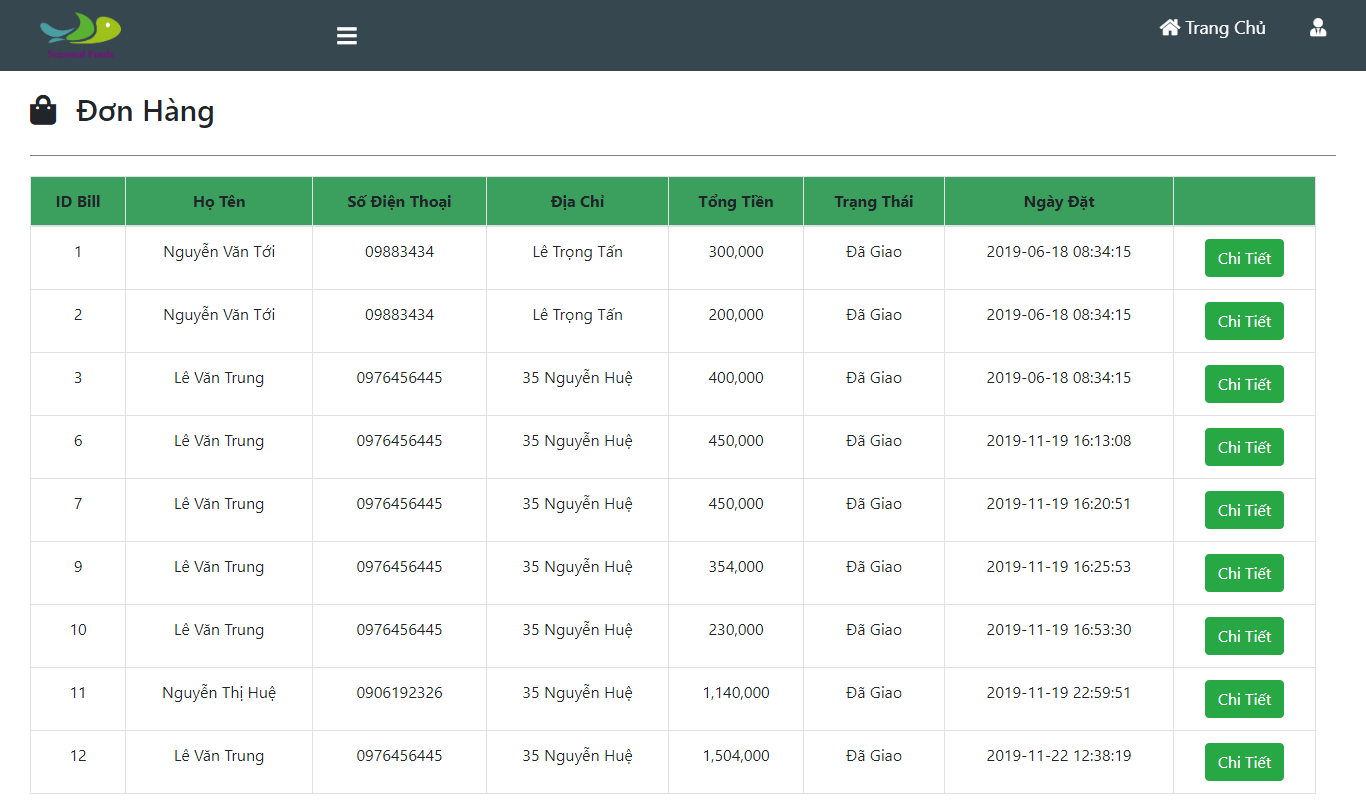 Trang Chủ
Đơn Hàng
ID Bill Họ Tên Số Điện Thoại Địa Chỉ Tổng Tiền Trạng Thái Ngày Đặt
1 Nguyễn Văn Tới 09883434 Lê Trọng Tấn 300,000 Đã Giao 2019-06-18 08:34:15 Chi Tiết
2 Nguyễn Văn Tới 09883434 Lê Trọng Tấn 200,000 Đã Giao 2019-06-18 08:34:15 Chi Tiết
3 Lê Văn Trung 0976456445 35 Nguyễn Huệ 400,000 Đã Giao 2019-06-18 08:34:15 Chi Tiết
6 Lê Văn Trung 0976456445 35 Nguyễn Huệ 450,000 Đã Giao 2019-11-19 16:13:08 Chi Tiết
7 Lê Văn Trung 0976456445 35 Nguyễn Huệ 450,000 Đã Giao 2019-11-19 16:20:51 Chi Tiết
9 Lê Văn Trung 0976456445 35 Nguyễn Huệ 354,000 Đã Giao 2019-11-19 16:25:53 Chi Tiết
10 Lê Văn Trung 0976456445 35 Nguyễn Huệ 230,000 Đã Giao 2019-11-19 16:53:30 Chi Tiết
11 Nguyễn Thị Huệ 0906192326 35 Nguyễn Huệ 1,140,000 Đã Giao 2019-11-19 22:59:51 Chi Tiết
12 Lê Văn Trung 0976456445 35 Nguyễn Huệ 1,504,000 Đã Giao 2019-11-22 12:38:19 Chi Tiết